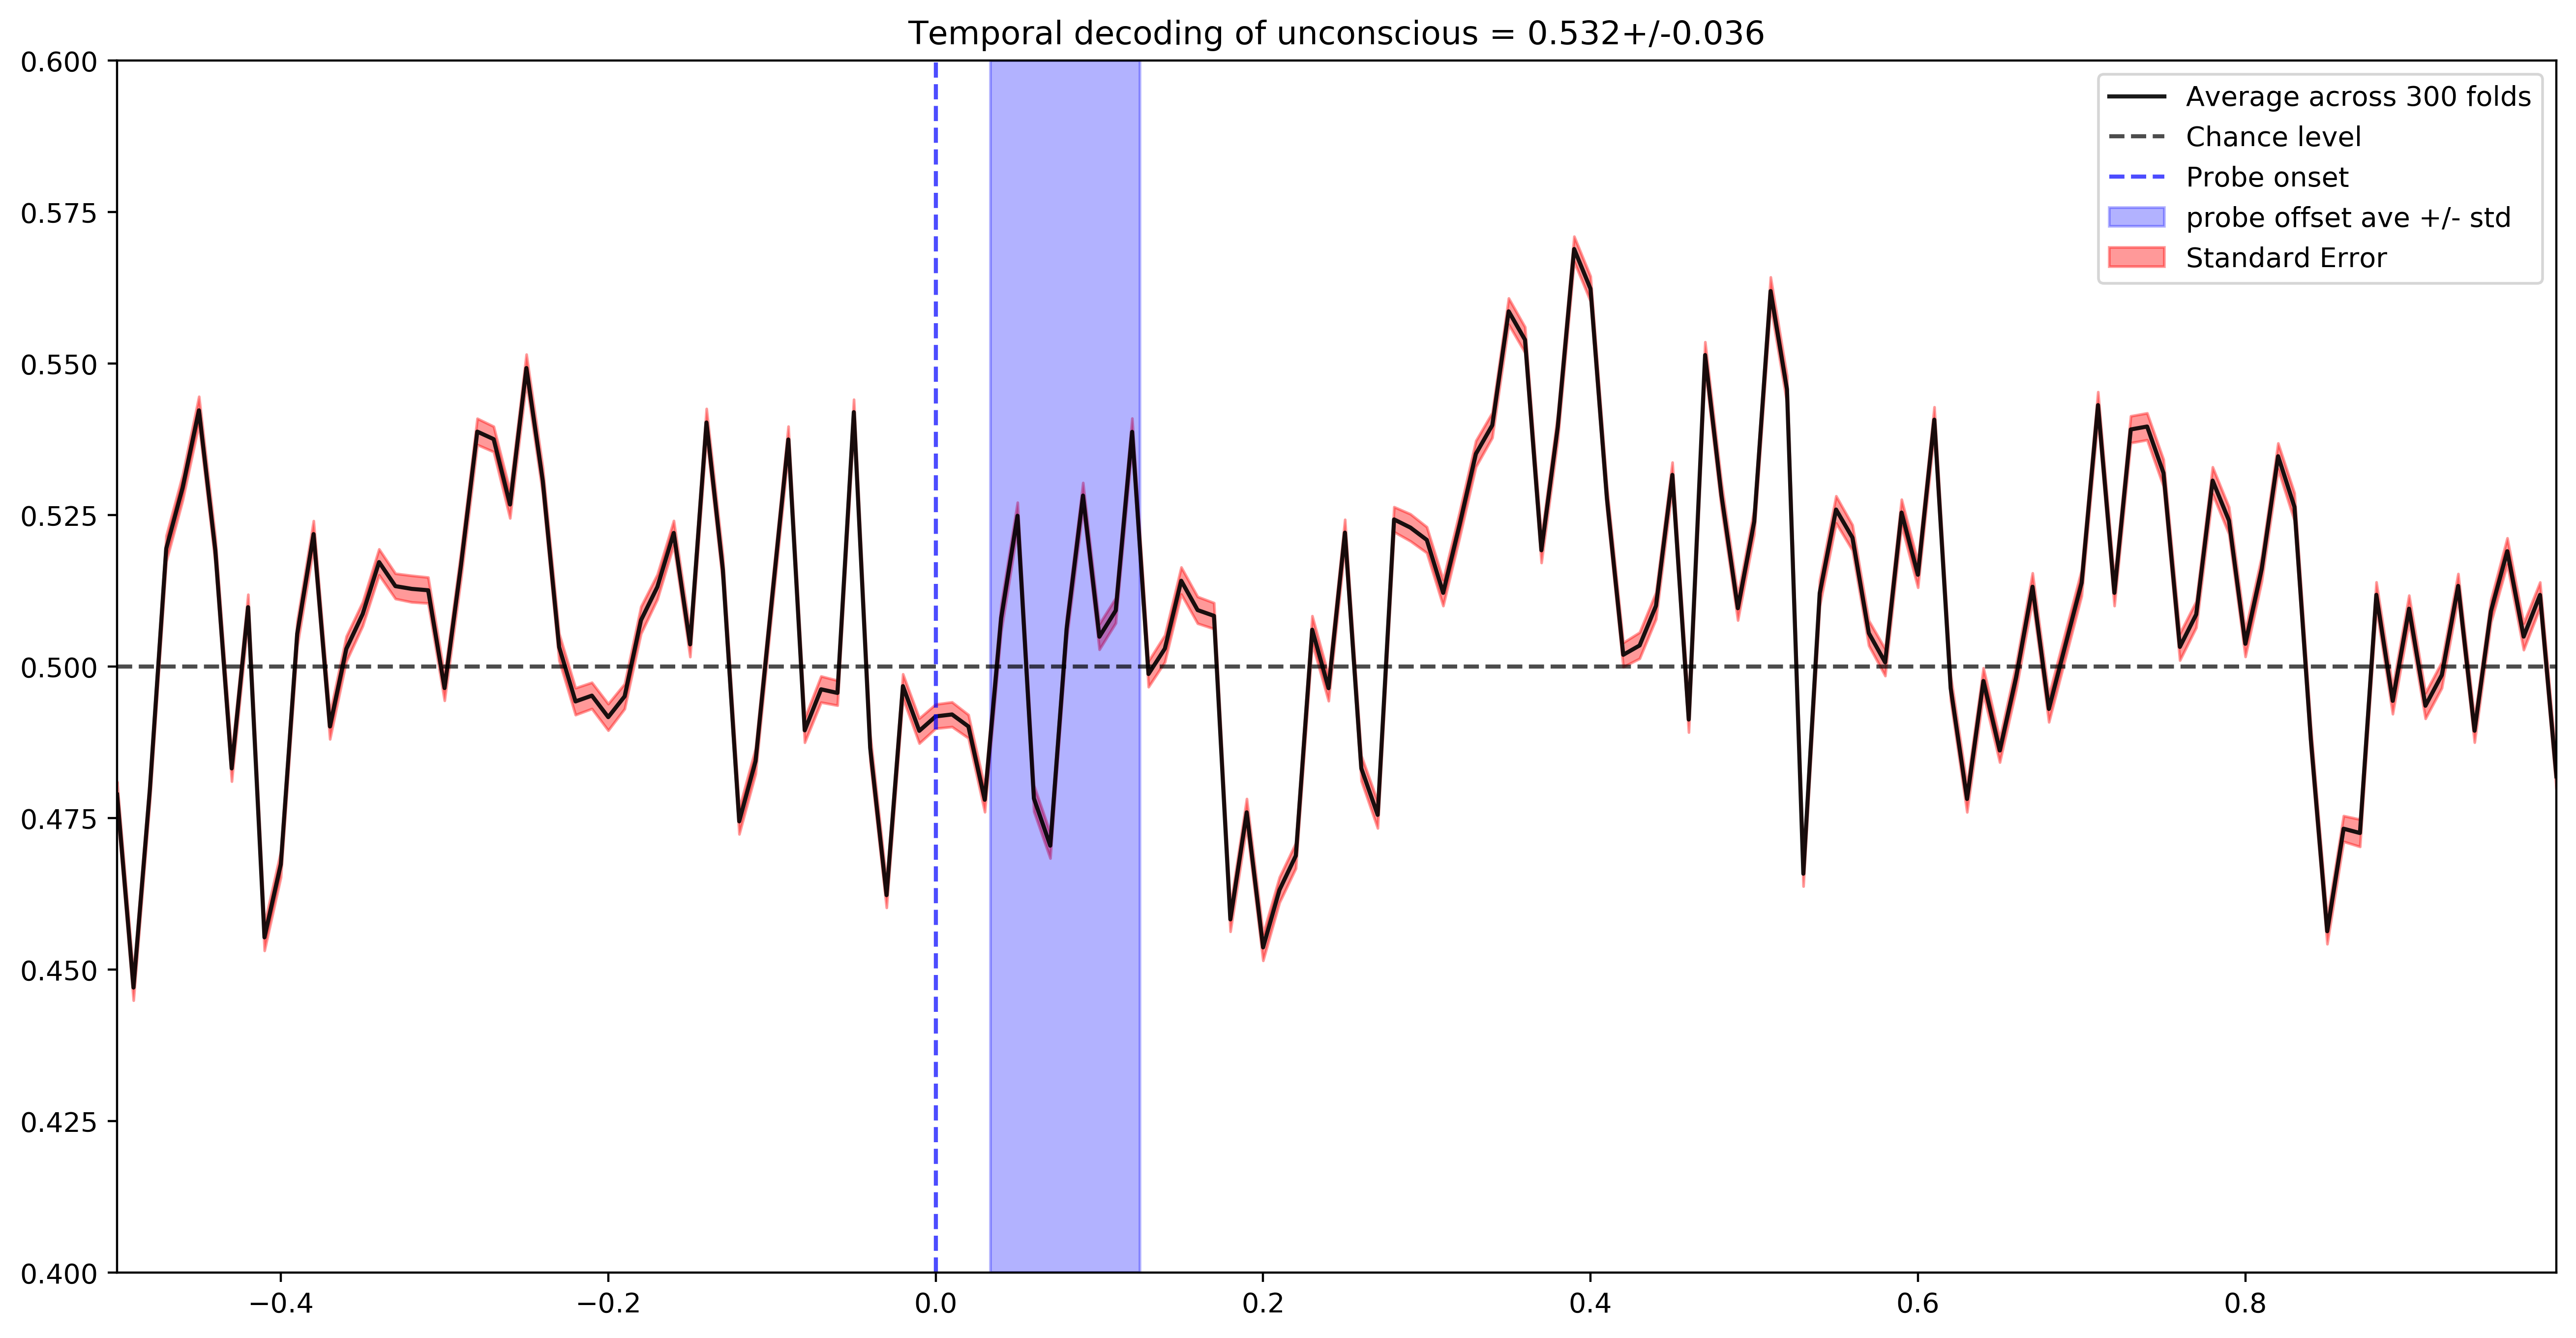 Temporal decoding of unconscious = 0.532+/-0.036
0.600
0.575
0.550
0.525
0.500
0.475
0.450
0.425
0.400
Average across 300 folds
Chance level
Probe onset
probe offset ave +/- std
Standard Error
−0.4 −0.2 0.0 0.2 0.4 0.6 0.8